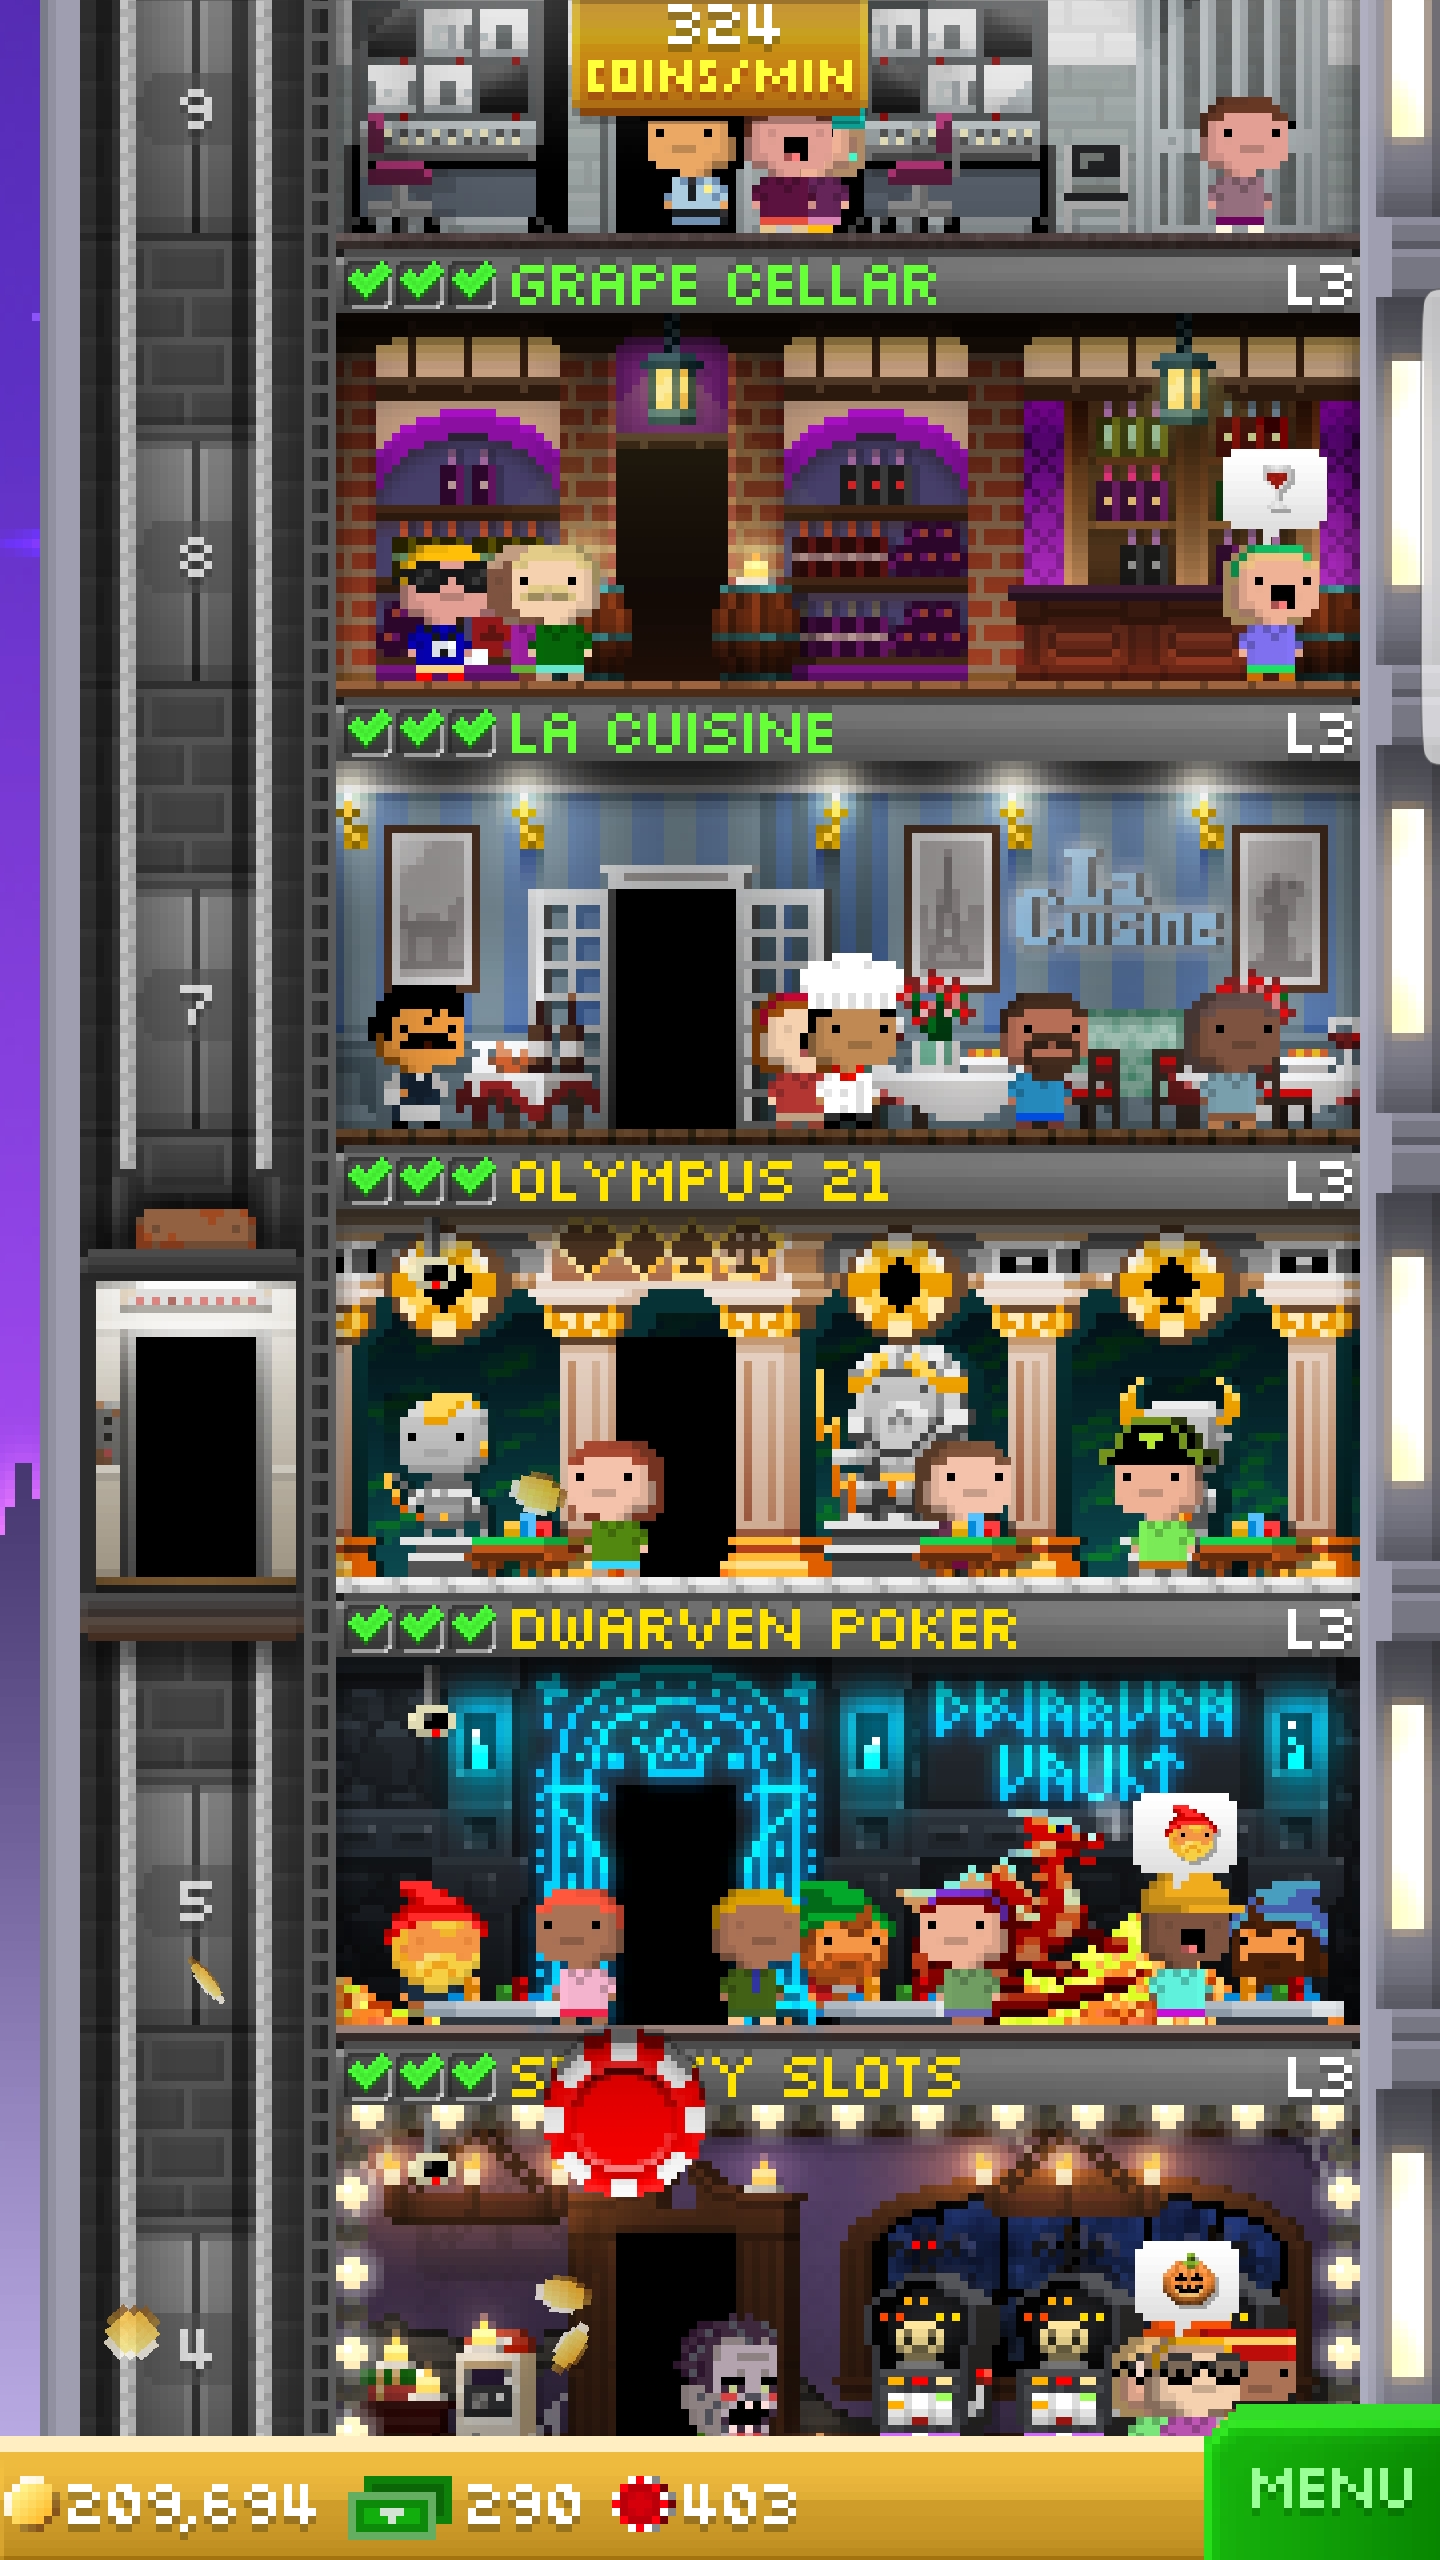 324
COINS/MIN
9
GRAPE CELLAR L3
8
LA CUISINE L3
La
Cuisine
7
OLYMPUS 21 L3
DWARVEN POKER L3
DWARVEN
VAULT
5
SLOTS L3
4
209,694 290 403
MENU